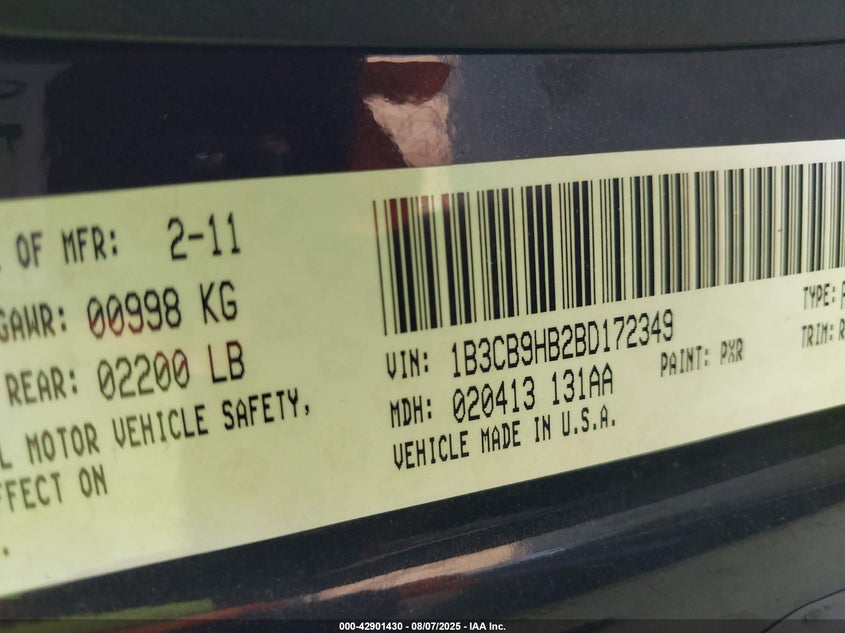 OF MFR: 2-11
GAWR: 00998 KG
REAR: 02200 LB
MOTOR VEHICLE SAFETY,
EFFECT ON
VIN: 1B3CB9HB2BD172349
TYPE:
MDH: 020413 131AA
PAINT: PXR
TRIM:
VEHICLE MADE IN U.S.A.
000-42901430 - 08/07/2025 - IAA Inc.